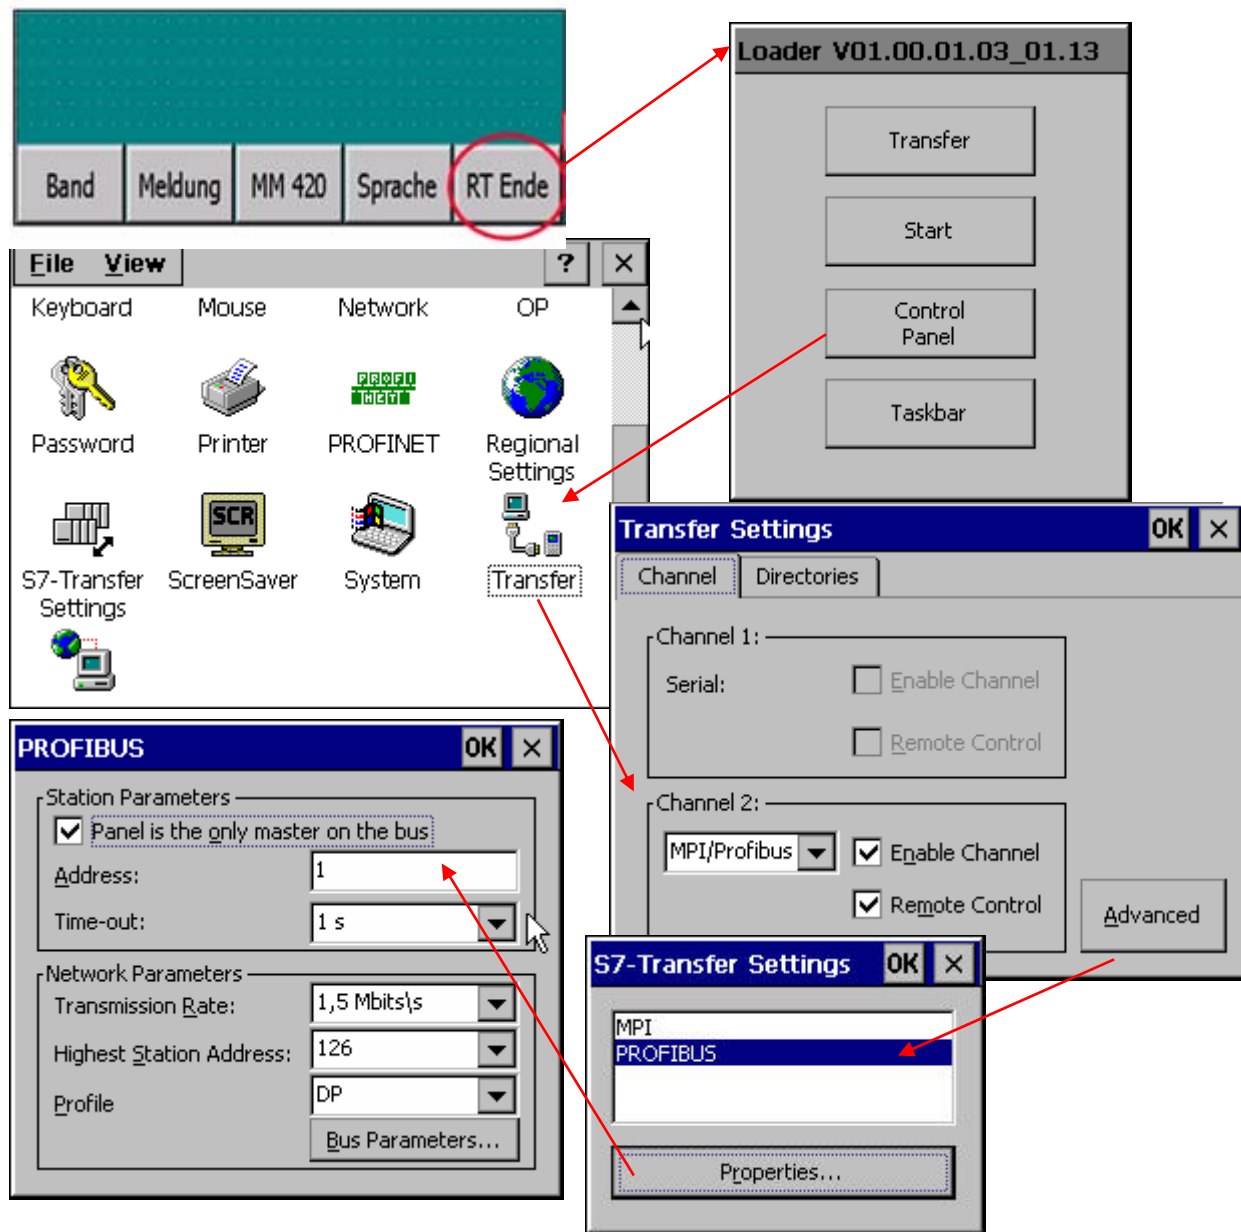 Band Meldung MM 420 Sprache RT Ende
Loader V01.00.01.03_01.13
Transfer
Start
Control
Panel
Taskbar
File View ? ×
Keyboard Mouse Network OP
PROFI
NET
Password Printer PROFINET Regional
Settings
SCR
S7-Transfer ScreenSaver System Transfer
Settings
Transfer Settings OK ×
Channel Directories
Channel 1:
Serial: Enable Channel
Remote Control
Channel 2:
MPI/Profibus Enable Channel
Remote Control
Advanced
PROFIBUS OK ×
Station Parameters
Panel is the only master on the bus
Address: 1
Time-out: 1 s
Network Parameters
Transmission Rate: 1,5 Mbits\s
Highest Station Address: 126
Profile DP
Bus Parameters...
S7-Transfer Settings OK ×
MPI
PROFIBUS
Properties...